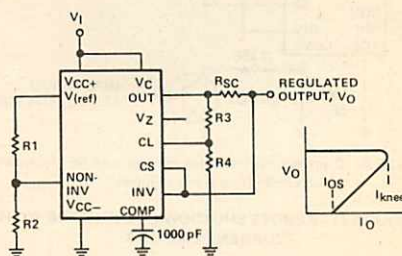 VI
VCC+
V(ref)
VC
OUT
VZ
CL
CS
NON-
INV
INV
VCC−
COMP
R1
R2
RSC
R3
R4
1000 pF
REGULATED
OUTPUT, VO
VO
IOS
Iknee
IO